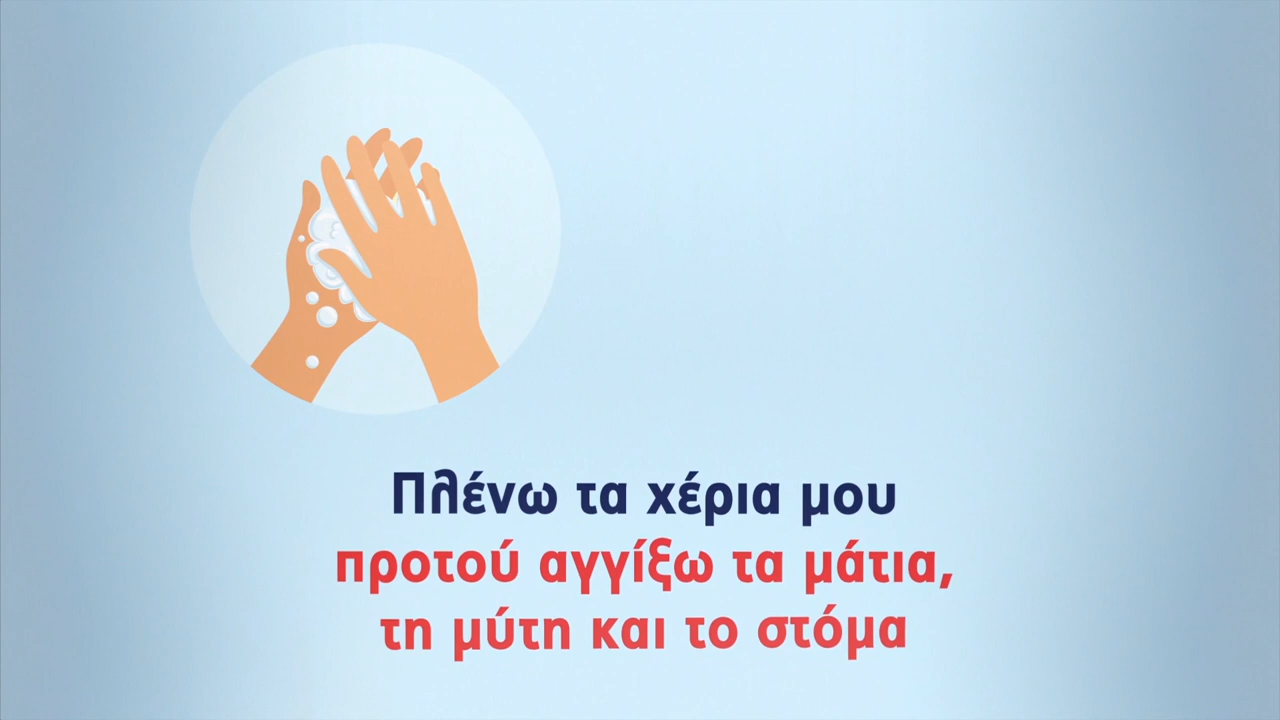 Πλένω τα χέρια μου
προτού αγγίξω τα μάτια,
τη μύτη και το στόμα